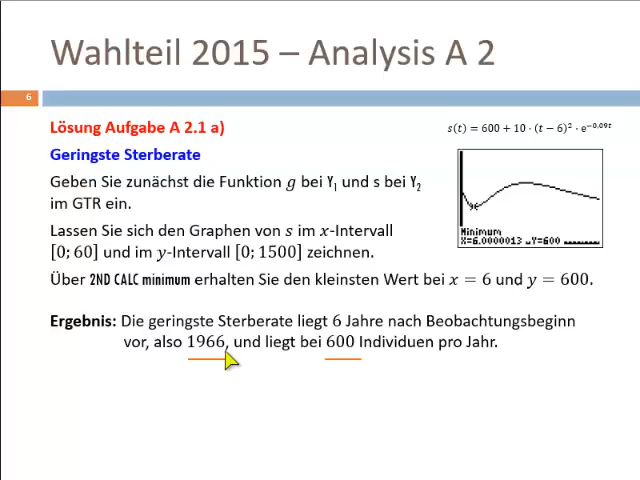 Wahlteil 2015 – Analysis A 2
6
Lösung Aufgabe A 2.1 a)
s(t) = 600 + 10 · (t − 6)² · e^{−0,09t}
Geringste Sterberate
Geben Sie zunächst die Funktion g bei Y₁ und s bei Y₂
im GTR ein.
Lassen Sie sich den Graphen von s im x-Intervall
[0; 60] und im y-Intervall [0; 1500] zeichnen.
Minimum
X=6.0000013 Y=600
Über 2ND CALC minimum erhalten Sie den kleinsten Wert bei x = 6 und y = 600.
Ergebnis: Die geringste Sterberate liegt 6 Jahre nach Beobachtungsbeginn
vor, also 1966, und liegt bei 600 Individuen pro Jahr.